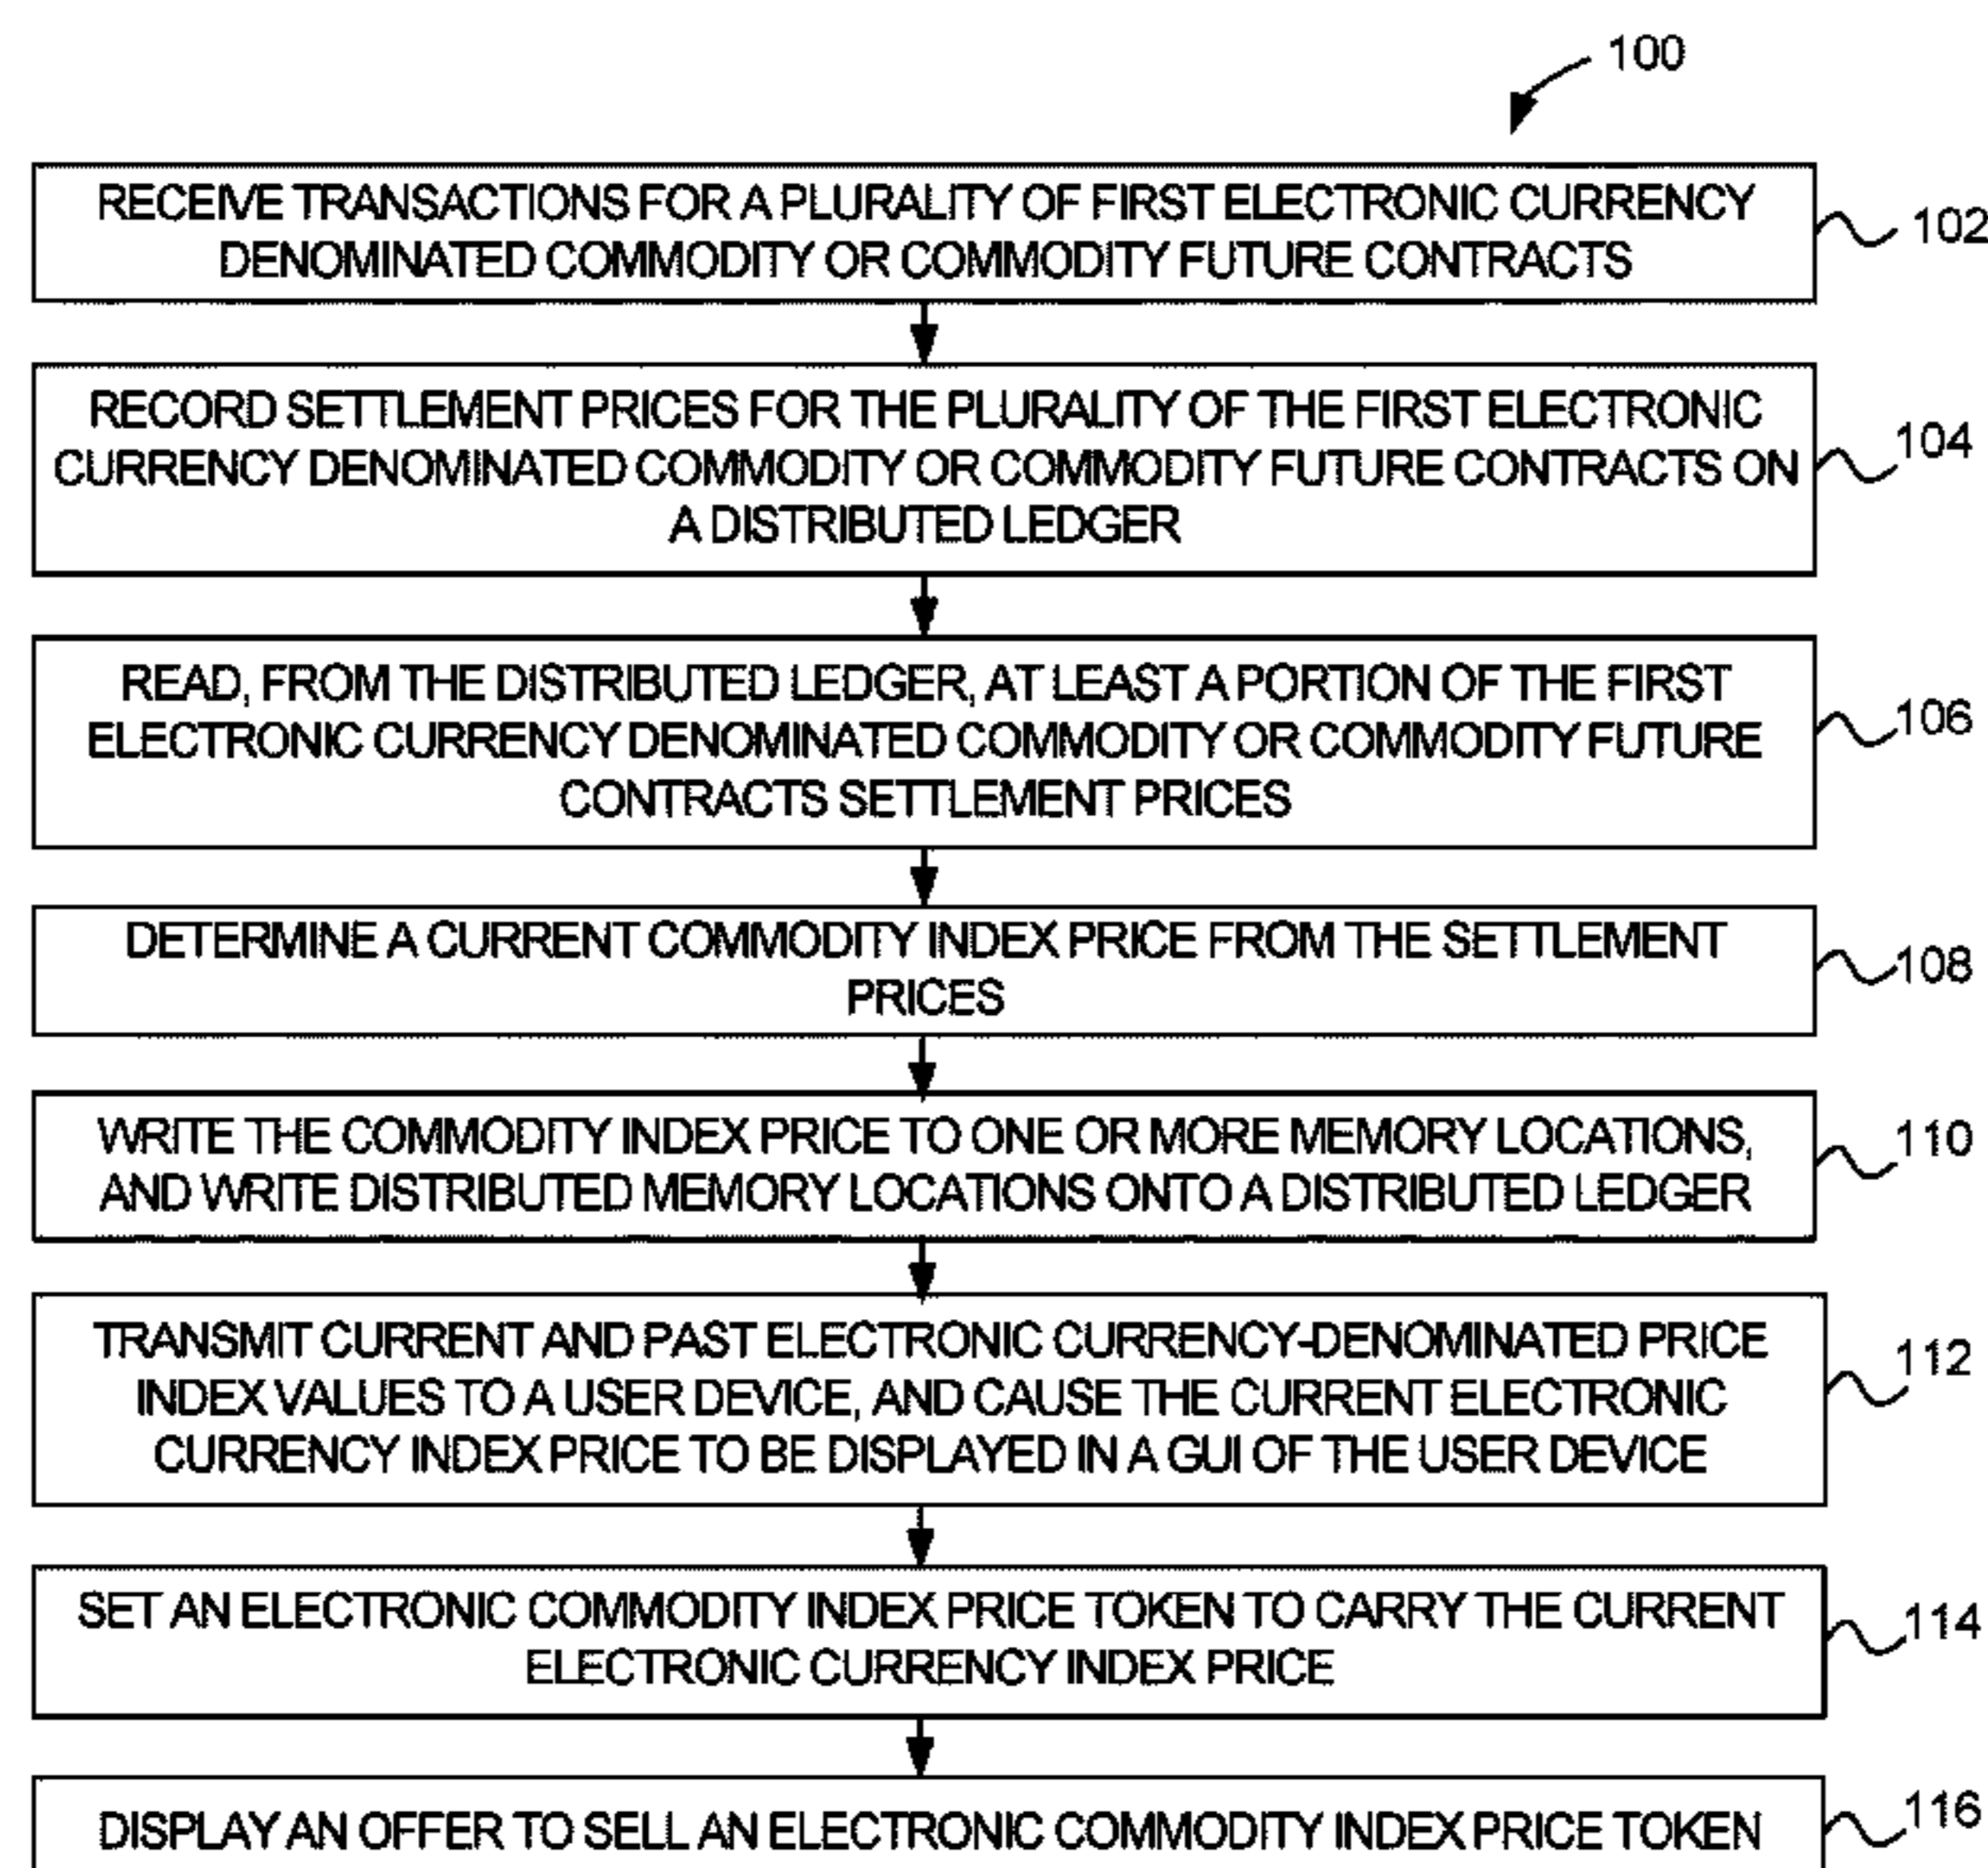 100
RECEIVE TRANSACTIONS FOR A PLURALITY OF FIRST ELECTRONIC CURRENCY
DENOMINATED COMMODITY OR COMMODITY FUTURE CONTRACTS
102
RECORD SETTLEMENT PRICES FOR THE PLURALITY OF THE FIRST ELECTRONIC
CURRENCY DENOMINATED COMMODITY OR COMMODITY FUTURE CONTRACTS ON
A DISTRIBUTED LEDGER
104
READ, FROM THE DISTRIBUTED LEDGER, AT LEAST A PORTION OF THE FIRST
ELECTRONIC CURRENCY DENOMINATED COMMODITY OR COMMODITY FUTURE
CONTRACTS SETTLEMENT PRICES
106
DETERMINE A CURRENT COMMODITY INDEX PRICE FROM THE SETTLEMENT
PRICES
108
WRITE THE COMMODITY INDEX PRICE TO ONE OR MORE MEMORY LOCATIONS,
AND WRITE DISTRIBUTED MEMORY LOCATIONS ONTO A DISTRIBUTED LEDGER
110
TRANSMIT CURRENT AND PAST ELECTRONIC CURRENCY-DENOMINATED PRICE
INDEX VALUES TO A USER DEVICE, AND CAUSE THE CURRENT ELECTRONIC
CURRENCY INDEX PRICE TO BE DISPLAYED IN A GUI OF THE USER DEVICE
112
SET AN ELECTRONIC COMMODITY INDEX PRICE TOKEN TO CARRY THE CURRENT
ELECTRONIC CURRENCY INDEX PRICE
114
DISPLAY AN OFFER TO SELL AN ELECTRONIC COMMODITY INDEX PRICE TOKEN
116